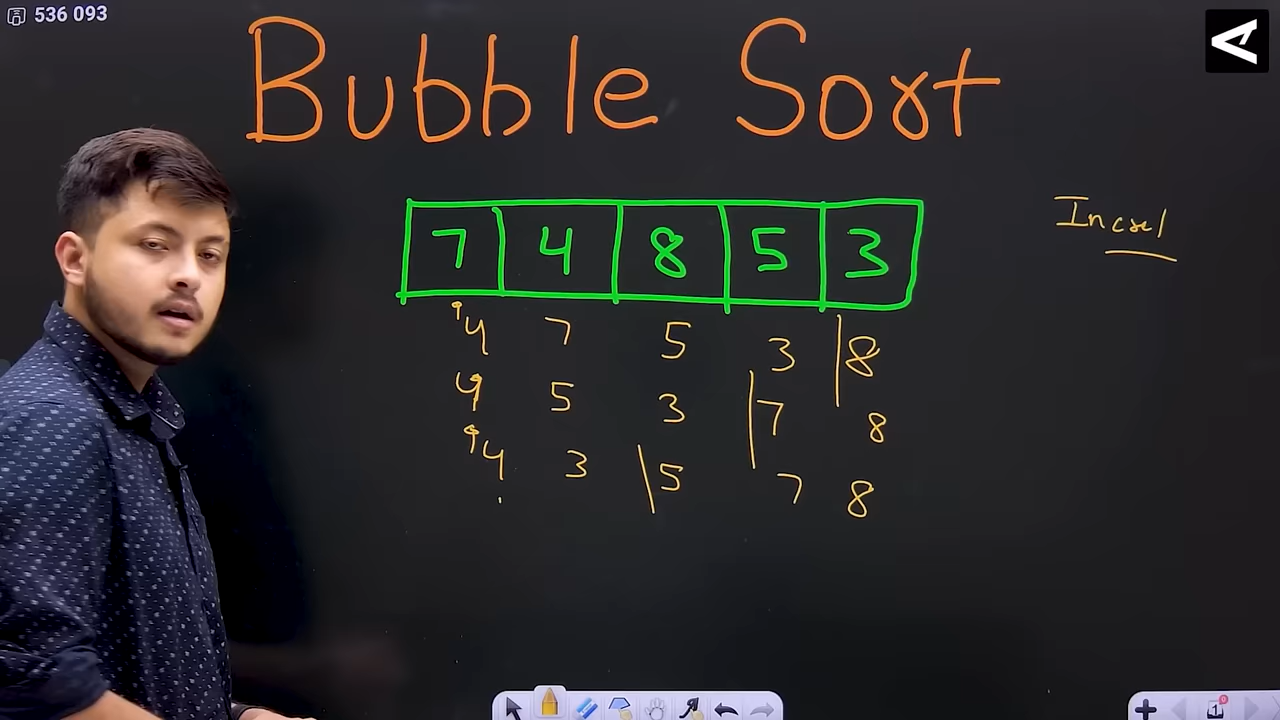 536 093
Bubble Sort
7 4 8 5 3
4 7 5 3 | 8
4 5 3 | 7 8
4 3 | 5 7 8